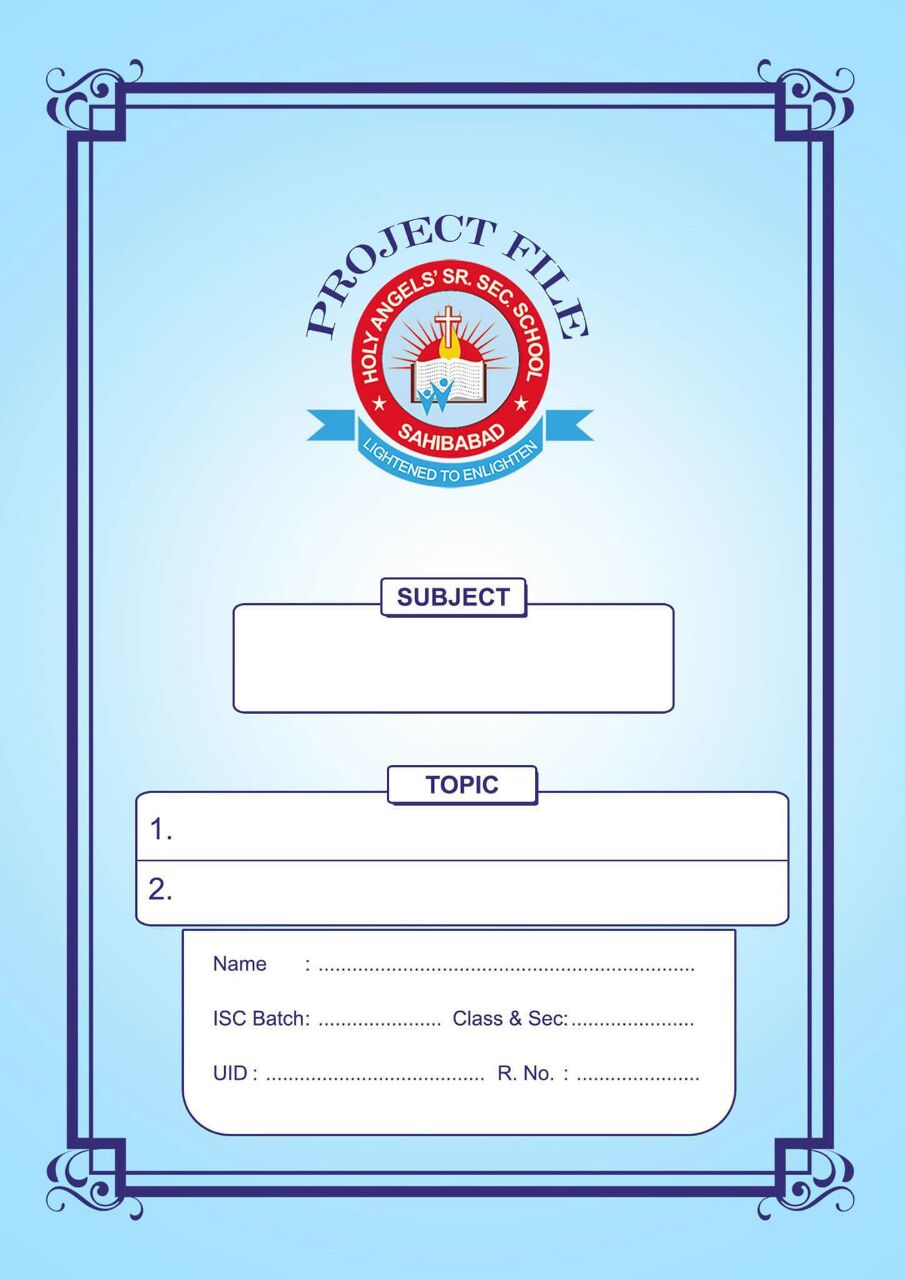 PROJECT FILE
HOLY ANGELS' SR. SEC. SCHOOL
SAHIBABAD
LIGHTENED TO ENLIGHTEN
SUBJECT
TOPIC
1.
2.
Name : ...................................................................
ISC Batch: ...................... Class & Sec:......................
UID : ....................................... R. No. : ......................